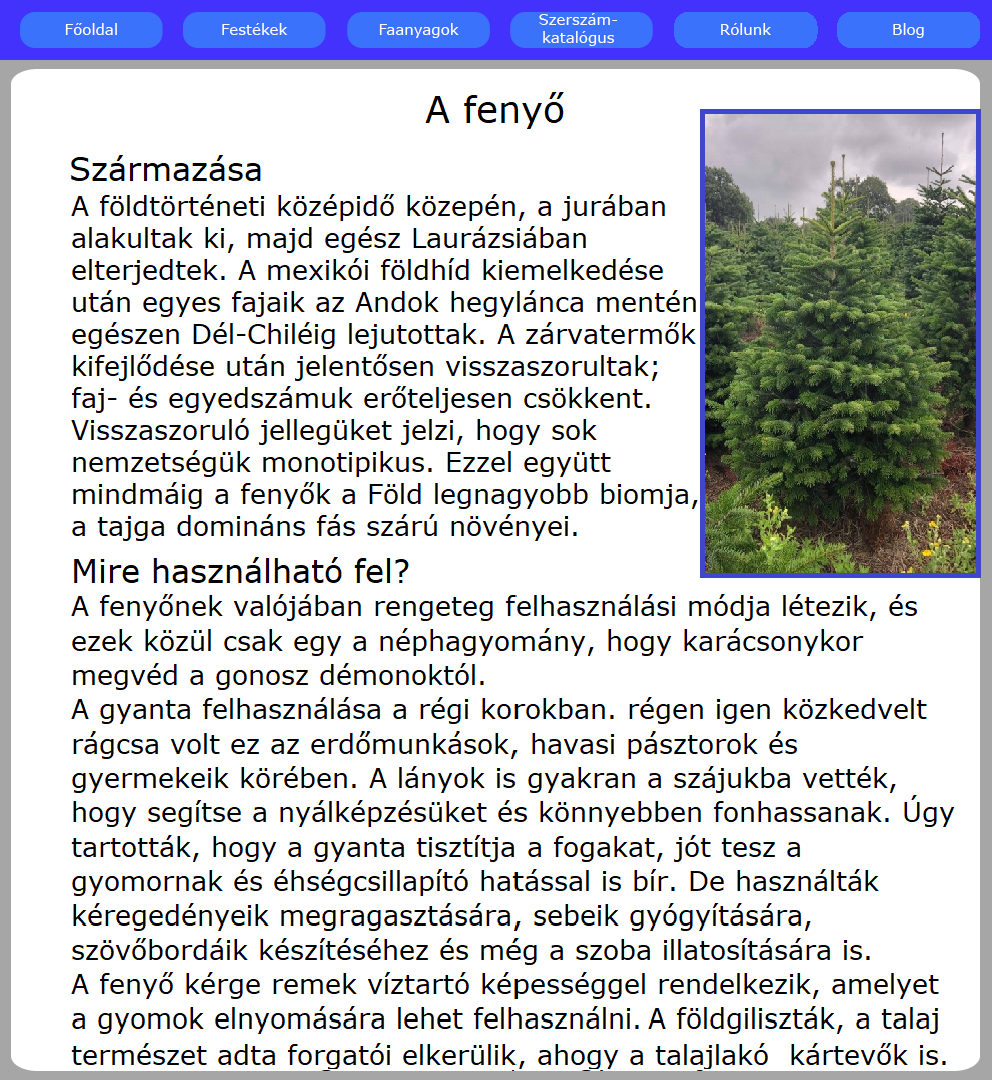 Főoldal
Festékek
Faanyagok
Szerszám-
katalógus
Rólunk
Blog
A fenyő
Származása
A földtörténeti középidő közepén, a jurában
alakultak ki, majd egész Laurázsiában
elterjedtek. A mexikói földhíd kiemelkedése
után egyes fajaik az Andok hegylánca mentén
egészen Dél-Chiléig lejutottak. A zárvatermők
kifejlődése után jelentősen visszaszorultak;
faj- és egyedszámuk erőteljesen csökkent.
Visszaszoruló jellegüket jelzi, hogy sok
nemzetségük monotipikus. Ezzel együtt
mindmáig a fenyők a Föld legnagyobb biomja,
a tajga domináns fás szárú növényei.
Mire használható fel?
A fenyőnek valójában rengeteg felhasználási módja létezik, és
ezek közül csak egy a néphagyomány, hogy karácsonykor
megvéd a gonosz démonoktól.
A gyanta felhasználása a régi korokban. régen igen közkedvelt
rágcsa volt ez az erdőmunkások, havasi pásztorok és
gyermekeik körében. A lányok is gyakran a szájukba vették,
hogy segítse a nyálképzésüket és könnyebben fonhassanak. Úgy
tartották, hogy a gyanta tisztítja a fogakat, jót tesz a
gyomornak és éhségcsillapító hatással is bír. De használták
kéregedényeik megragasztására, sebeik gyógyítására,
szövőbordáik készítéséhez és még a szoba illatosítására is.
A fenyő kérge remek víztartó képességgel rendelkezik, amelyet
a gyomok elnyomására lehet felhasználni. A földgiliszták, a talaj
természet adta forgatói elkerülik, ahogy a talajlakó kártevők is.